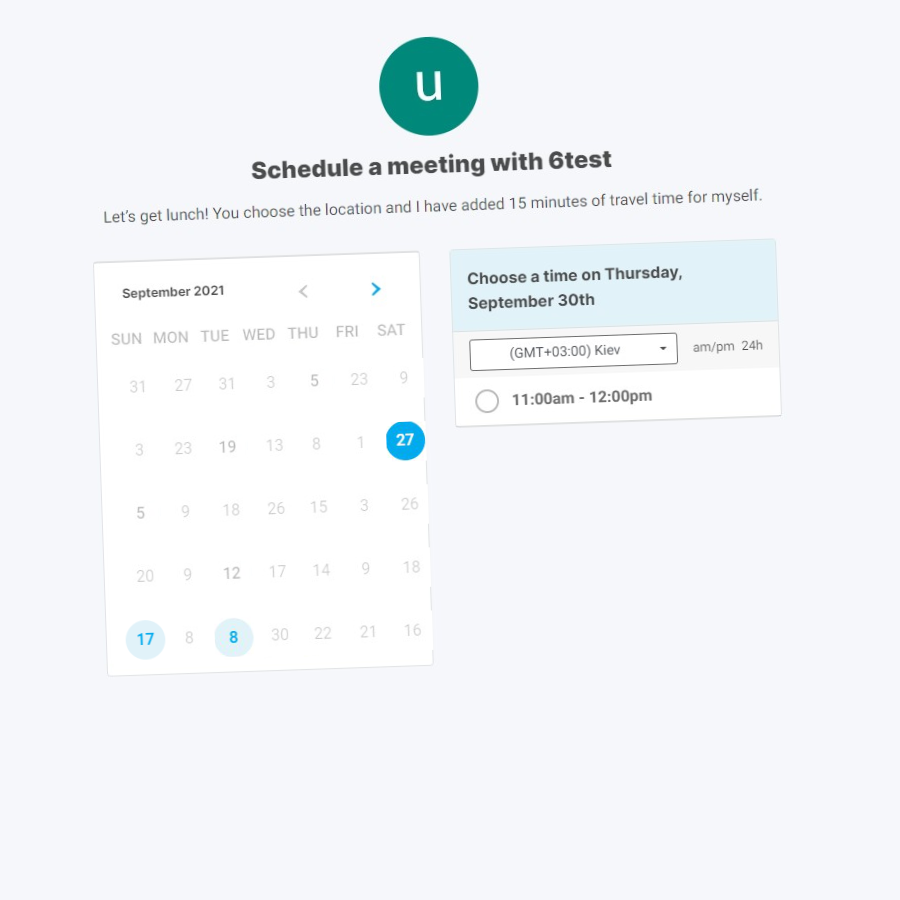 u
Schedule a meeting with 6test
Let's get lunch! You choose the location and I have added 15 minutes of travel time for myself.
September 2021
SUN MON TUE WED THU FRI SAT
31 27 31 3 5 23 9
3 23 19 13 8 1 27
5 9 18 26 15 3 26
20 9 12 17 14 9 18
17 8 8 30 22 21 16
Choose a time on Thursday,
September 30th
(GMT+03:00) Kiev am/pm 24h
11:00am - 12:00pm